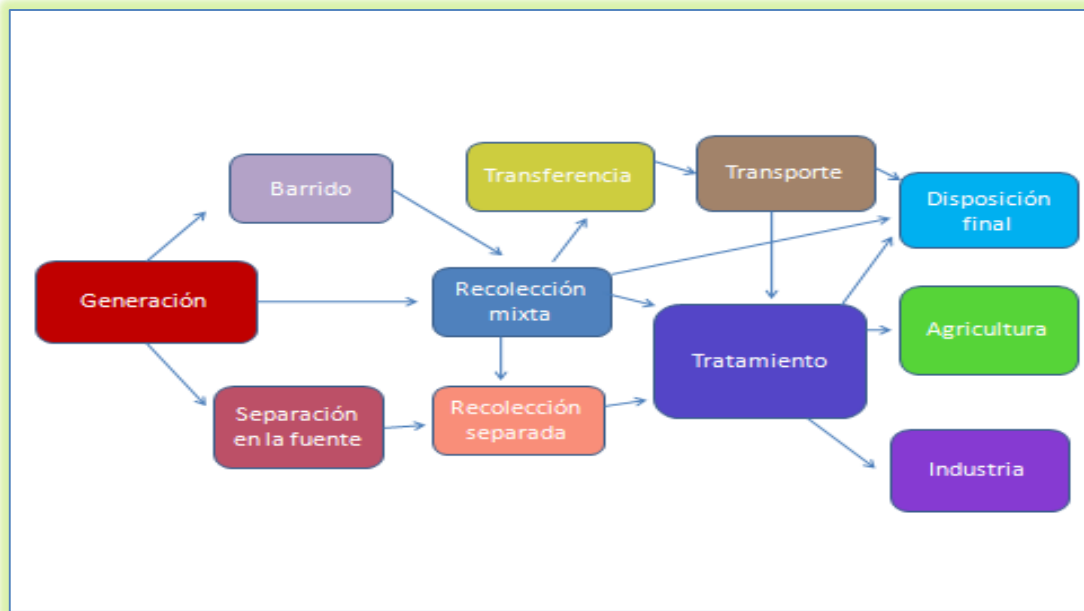 Barrido
Transferencia
Transporte
Disposición
final
Generación
Recolección
mixta
Tratamiento
Agricultura
Separación
en la fuente
Recolección
separada
Industria